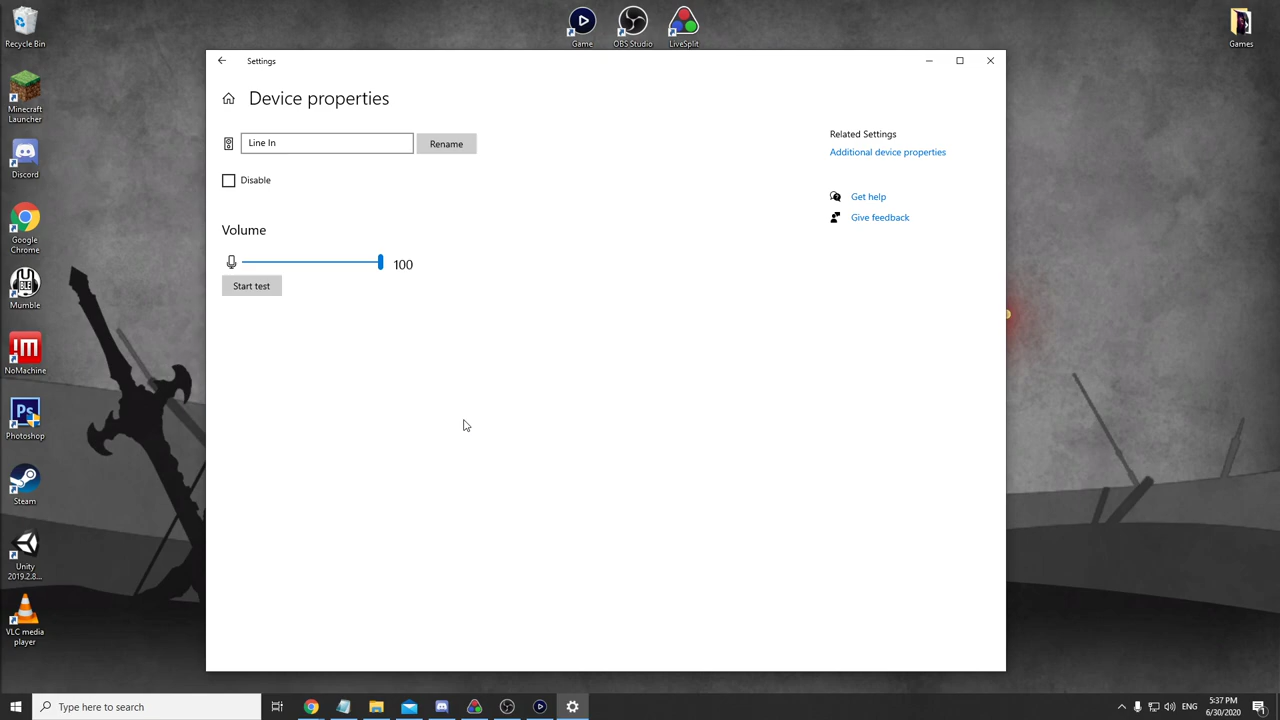 Recycle Bin
Game
OBS Studio
LiveSplit
Games
Settings
Device properties
Line In
Rename
Disable
Volume
100
Start test
Related Settings
Additional device properties
Get help
Give feedback
Minecraft
Launcher
Discord
Google
Chrome
Mumble
NoMachine
Ps
Photoshop
Steam
Unity
2019.2.8...
VLC media
player
Type here to search
ENG
5:37 PM
6/30/2020